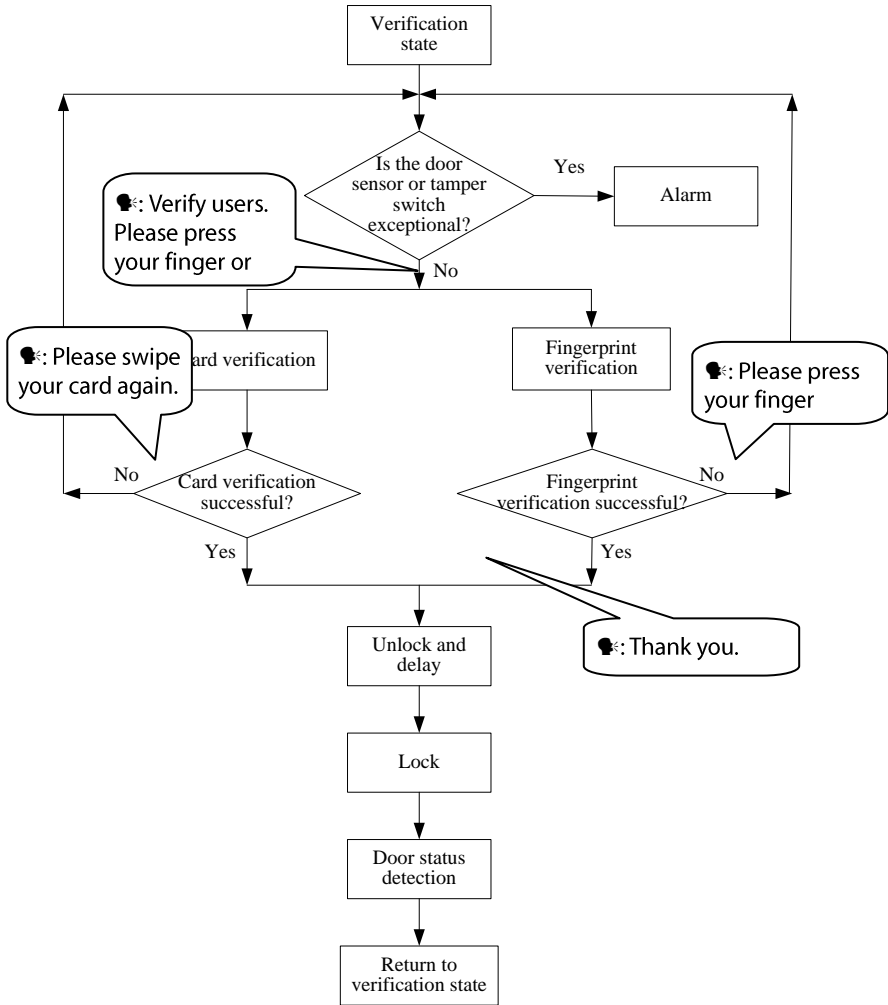 Verification
state
Is the door
sensor or tamper
switch
exceptional?
Yes
Alarm
🗣: Verify users.
Please press
your finger or
No
🗣: Please swipe
your card again.
ard verification
Fingerprint
verification
🗣: Please press
your finger
No
Card verification
successful?
Fingerprint
verification successful?
No
Yes
Yes
🗣: Thank you.
Unlock and
delay
Lock
Door status
detection
Return to
verification state